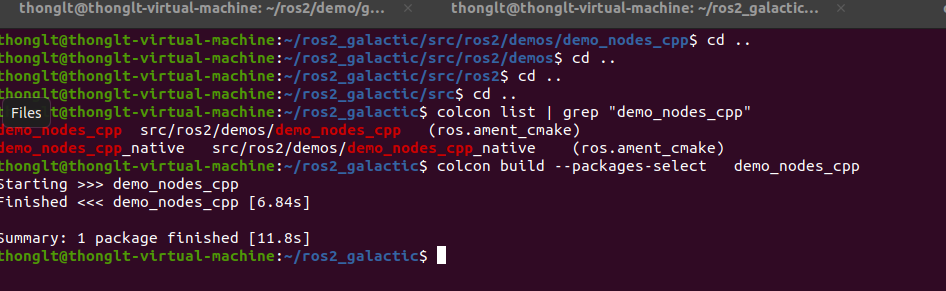 thonglt@thonglt-virtual-machine: ~/ros2/demo/g... × thonglt@thonglt-virtual-machine: ~/ros2_galactic... ×
thonglt@thonglt-virtual-machine:~/ros2_galactic/src/ros2/demos/demo_nodes_cpp$ cd ..
thonglt@thonglt-virtual-machine:~/ros2_galactic/src/ros2/demos$ cd ..
thonglt@thonglt-virtual-machine:~/ros2_galactic/src/ros2$ cd ..
thonglt@thonglt-virtual-machine:~/ros2_galactic/src$ cd ..
Files
thonglt@thonglt-virtual-machine:~/ros2_galactic$ colcon list | grep "demo_nodes_cpp"
demo_nodes_cpp src/ros2/demos/demo_nodes_cpp (ros.ament_cmake)
demo_nodes_cpp_native src/ros2/demos/demo_nodes_cpp_native (ros.ament_cmake)
thonglt@thonglt-virtual-machine:~/ros2_galactic$ colcon build --packages-select demo_nodes_cpp
Starting >>> demo_nodes_cpp
Finished <<< demo_nodes_cpp [6.84s]
Summary: 1 package finished [11.8s]
thonglt@thonglt-virtual-machine:~/ros2_galactic$